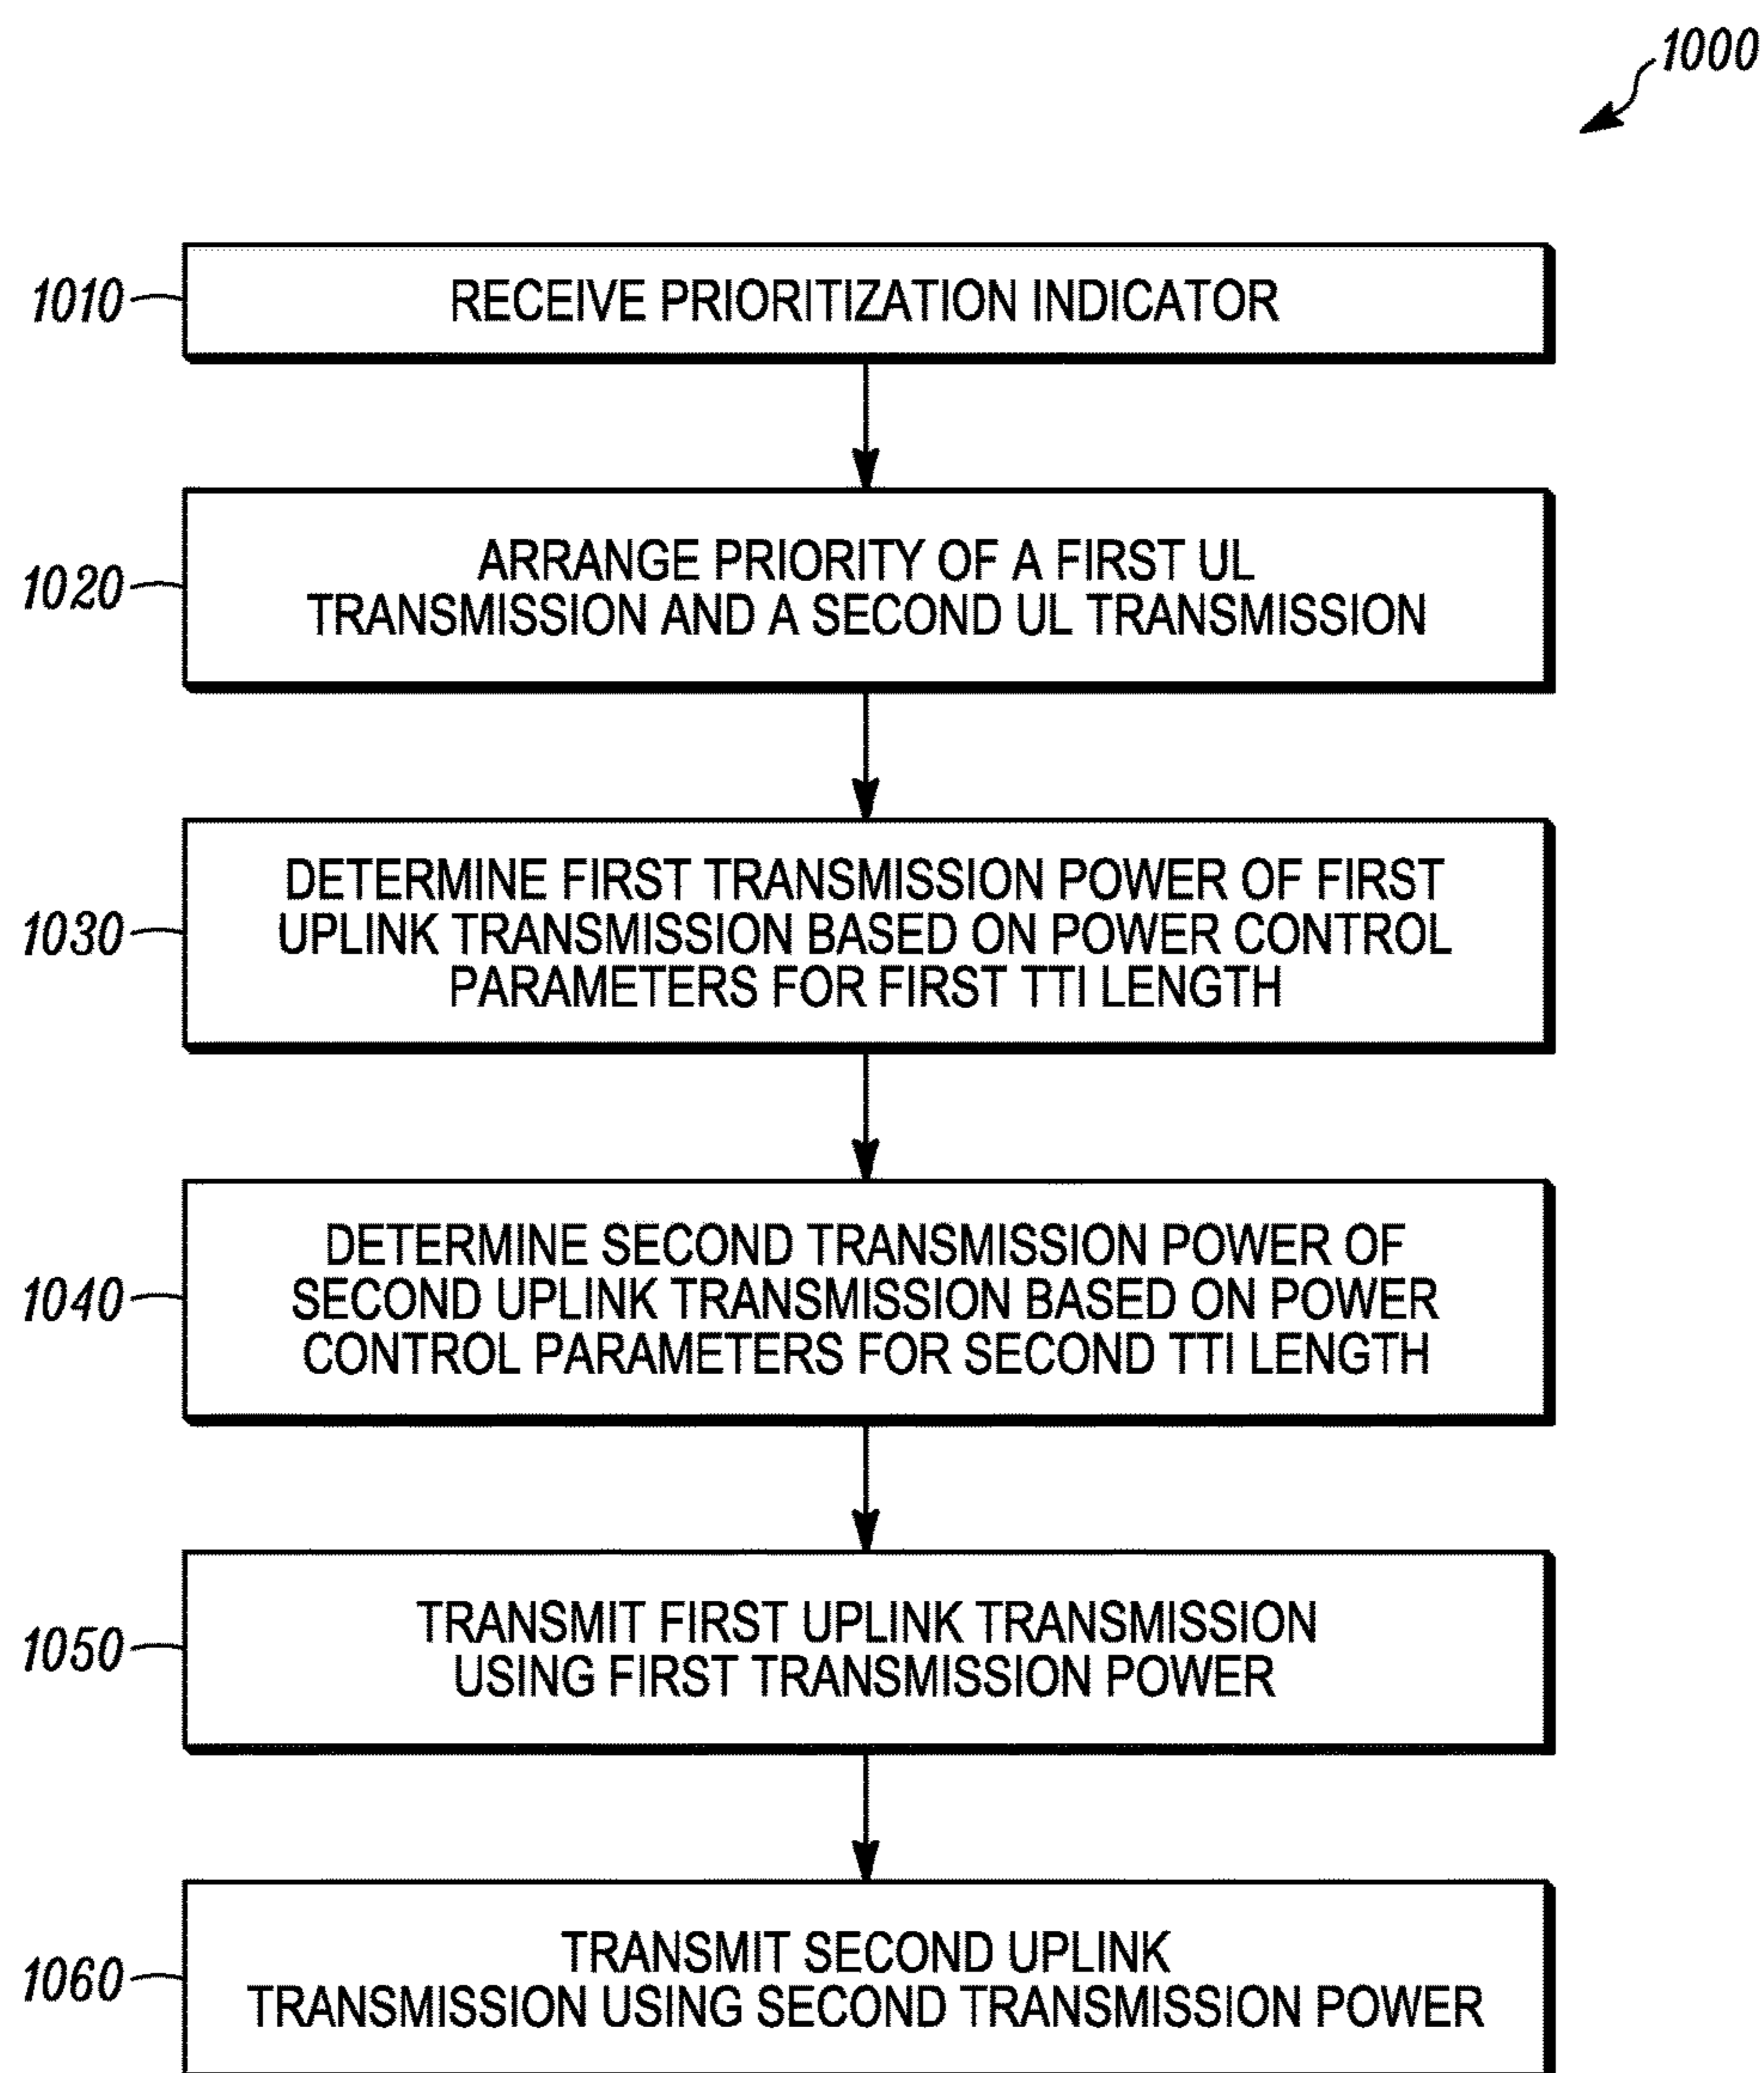 1000
1010
RECEIVE PRIORITIZATION INDICATOR
1020
ARRANGE PRIORITY OF A FIRST UL
TRANSMISSION AND A SECOND UL TRANSMISSION
1030
DETERMINE FIRST TRANSMISSION POWER OF FIRST
UPLINK TRANSMISSION BASED ON POWER CONTROL
PARAMETERS FOR FIRST TTI LENGTH
1040
DETERMINE SECOND TRANSMISSION POWER OF
SECOND UPLINK TRANSMISSION BASED ON POWER
CONTROL PARAMETERS FOR SECOND TTI LENGTH
1050
TRANSMIT FIRST UPLINK TRANSMISSION
USING FIRST TRANSMISSION POWER
1060
TRANSMIT SECOND UPLINK
TRANSMISSION USING SECOND TRANSMISSION POWER